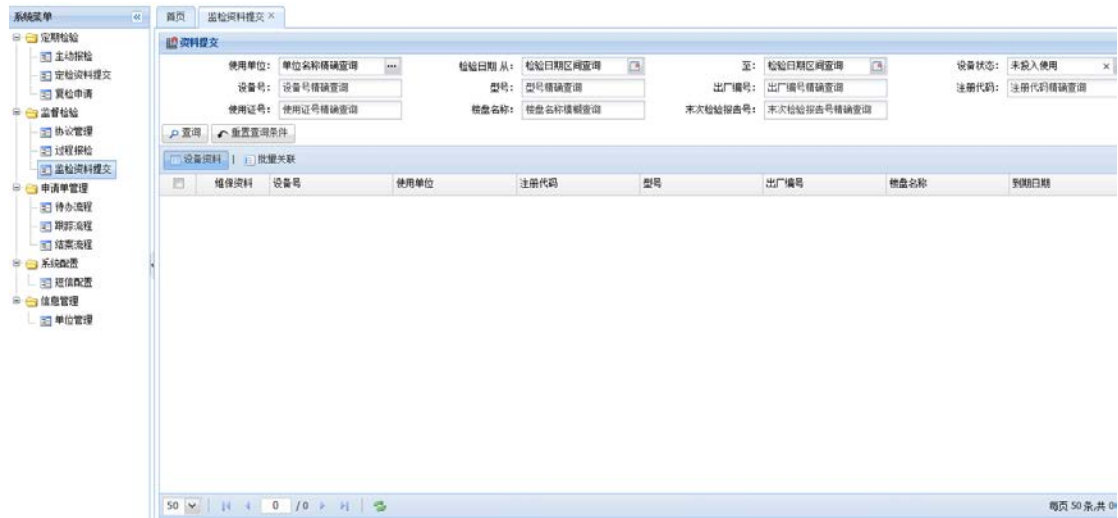 系统菜单
定期检验
主动报检
定检资料提交
复检申请
监督检验
协议管理
过程报检
监检资料提交
申请单管理
待办流程
跟踪流程
结案流程
系统配置
短信配置
信息管理
单位管理
首页 监检资料提交 ×
资料提交
使用单位: 单位名称精确查询 ... 检验日期 从: 检验日期区间查询 至: 检验日期区间查询 设备状态: 未投入使用 ×
设备号: 设备号精确查询 型号: 型号精确查询 出厂编号: 出厂编号精确查询 注册代码: 注册代码精确查询
使用证号: 使用证号精确查询 楼盘名称: 楼盘名称模糊查询 末次检验报告号: 末次检验报告号精确查询
查询 重置查询条件
设备资料 | 批量关联
维保资料 设备号 使用单位 注册代码 型号 出厂编号 楼盘名称 到期日期
50 0 / 0 每页 50 条,共 0